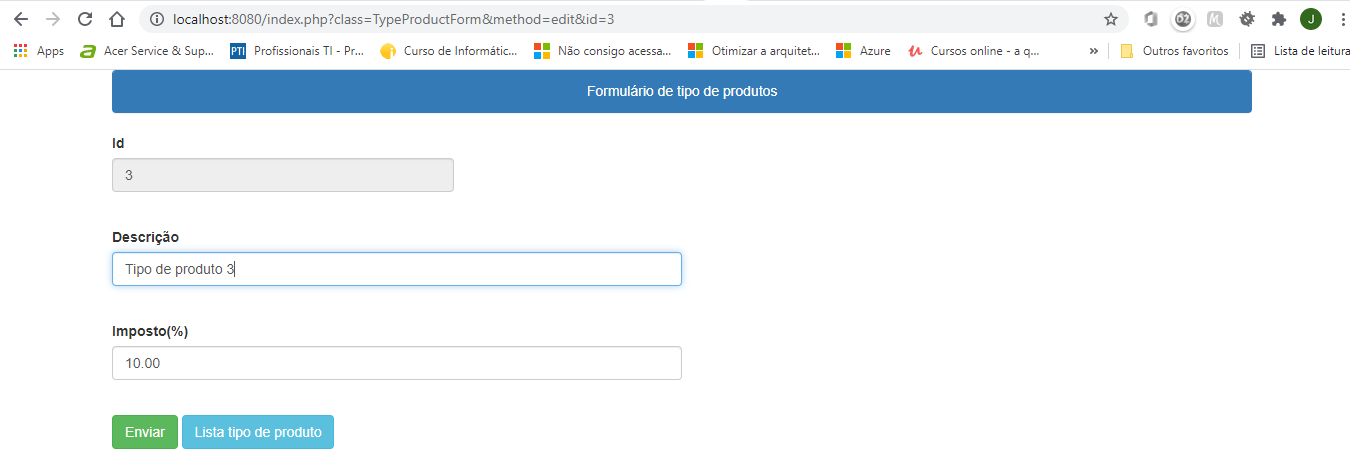 localhost:8080/index.php?class=TypeProductForm&method=edit&id=3
J
Apps
Acer Service & Sup...
PTI
Profissionais TI - Pr...
Curso de Informátic...
Não consigo acessa...
Otimizar a arquitet...
Azure
Cursos online - a q...
»
Outros favoritos
Lista de leitura
Formulário de tipo de produtos
Id
3
Descrição
Tipo de produto 3
Imposto(%)
10.00
Enviar
Lista tipo de produto